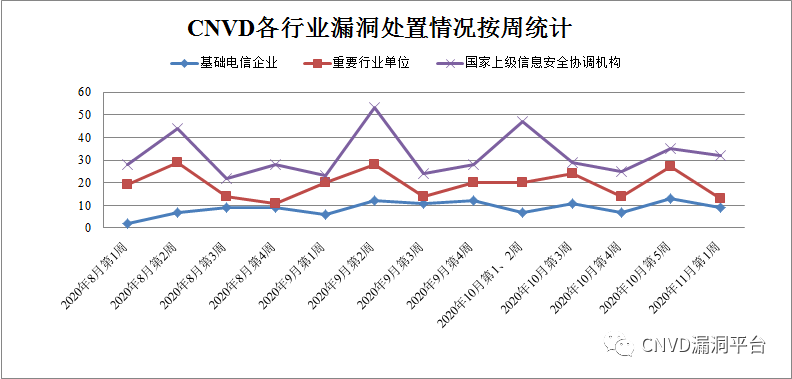 CNVD各行业漏洞处置情况按周统计
基础电信企业 重要行业单位 国家上级信息安全协调机构
60
50
40
30
20
10
0
2020年8月第1周
2020年8月第2周
2020年8月第3周
2020年8月第4周
2020年9月第1周
2020年9月第2周
2020年9月第3周
2020年9月第4周
2020年10月第1、2周
2020年10月第3周
2020年10月第4周
2020年10月第5周
2020年11月第1周
CNVD漏洞平台